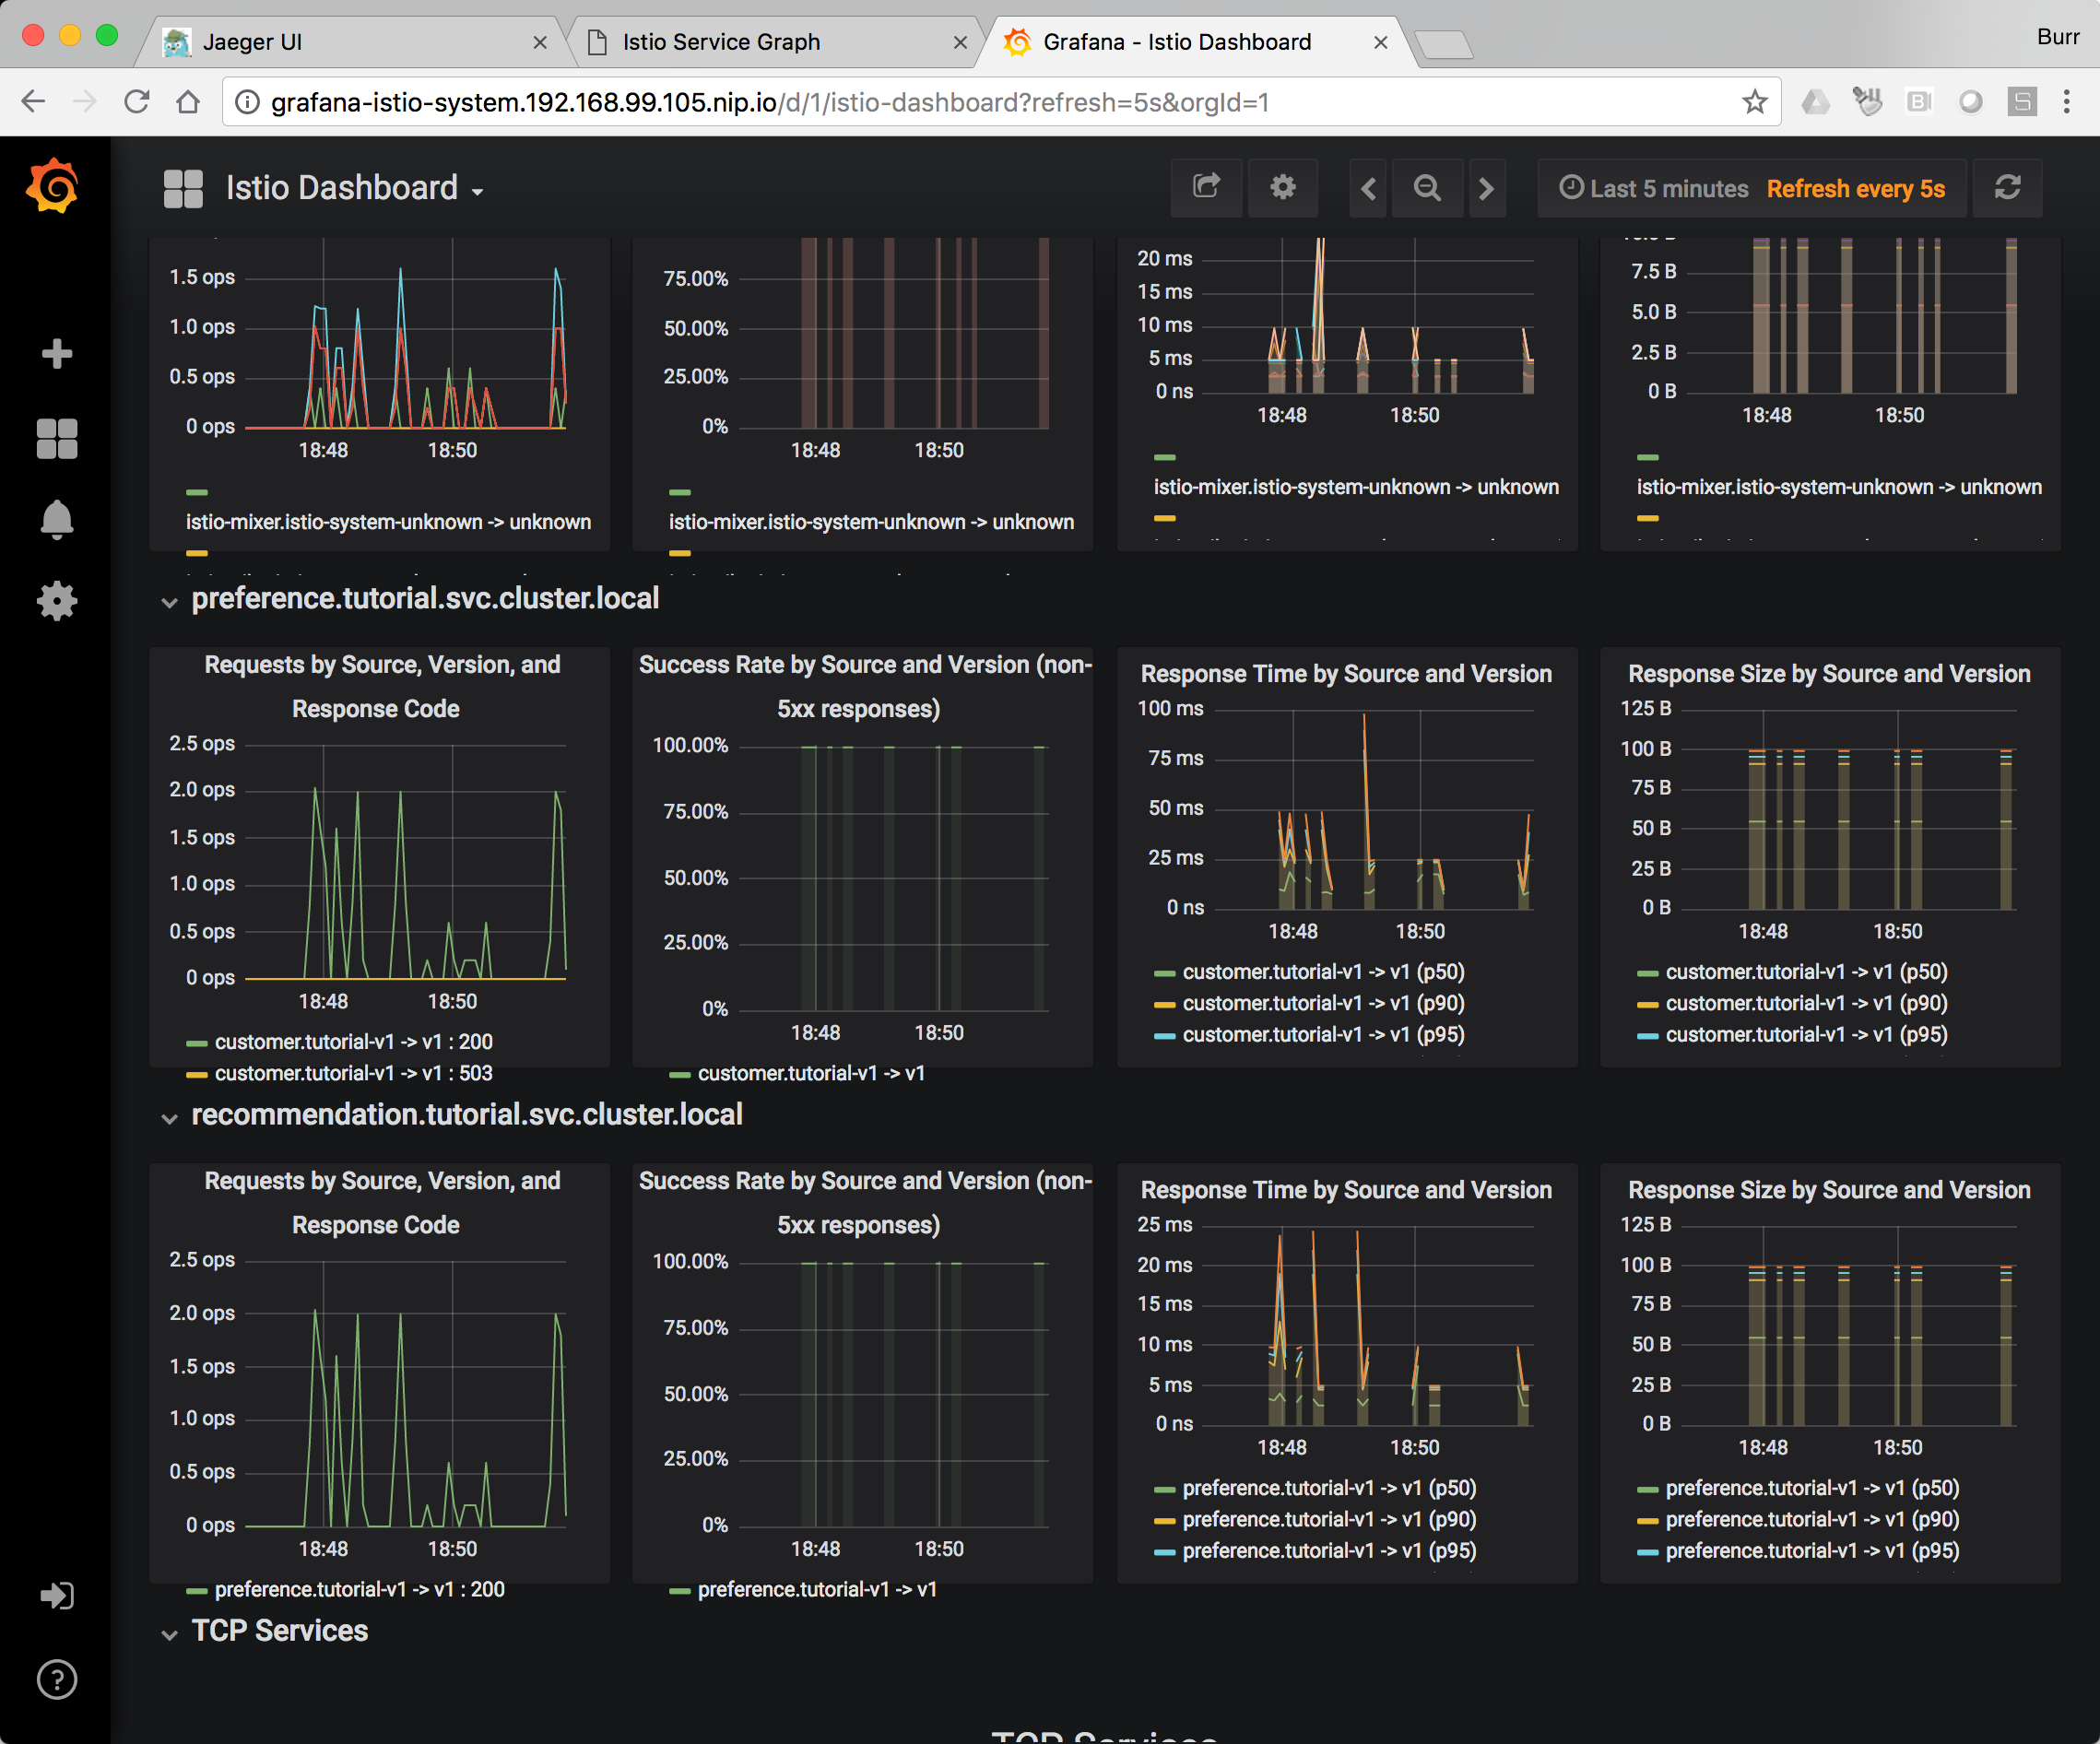 Jaeger UI
Istio Service Graph
Grafana - Istio Dashboard
Burr
grafana-istio-system.192.168.99.105.nip.io/d/1/istio-dashboard?refresh=5s&orgId=1
Istio Dashboard
Last 5 minutes Refresh every 5s
1.5 ops
1.0 ops
0.5 ops
0 ops
18:48 18:50
istio-mixer.istio-system-unknown -> unknown
75.00%
50.00%
25.00%
0%
18:48 18:50
istio-mixer.istio-system-unknown -> unknown
20 ms
15 ms
10 ms
5 ms
0 ns
18:48 18:50
istio-mixer.istio-system-unknown -> unknown
7.5 B
5.0 B
2.5 B
0 B
18:48 18:50
istio-mixer.istio-system-unknown -> unknown
preference.tutorial.svc.cluster.local
Requests by Source, Version, and
Response Code
2.5 ops
2.0 ops
1.5 ops
1.0 ops
0.5 ops
0 ops
18:48 18:50
customer.tutorial-v1 -> v1 : 200
customer.tutorial-v1 -> v1 : 503
Success Rate by Source and Version (non-
5xx responses)
100.00%
75.00%
50.00%
25.00%
0%
18:48 18:50
customer.tutorial-v1 -> v1
Response Time by Source and Version
100 ms
75 ms
50 ms
25 ms
0 ns
18:48 18:50
customer.tutorial-v1 -> v1 (p50)
customer.tutorial-v1 -> v1 (p90)
customer.tutorial-v1 -> v1 (p95)
Response Size by Source and Version
125 B
100 B
75 B
50 B
25 B
0 B
18:48 18:50
customer.tutorial-v1 -> v1 (p50)
customer.tutorial-v1 -> v1 (p90)
customer.tutorial-v1 -> v1 (p95)
recommendation.tutorial.svc.cluster.local
Requests by Source, Version, and
Response Code
2.5 ops
2.0 ops
1.5 ops
1.0 ops
0.5 ops
0 ops
18:48 18:50
preference.tutorial-v1 -> v1 : 200
Success Rate by Source and Version (non-
5xx responses)
100.00%
75.00%
50.00%
25.00%
0%
18:48 18:50
preference.tutorial-v1 -> v1
Response Time by Source and Version
25 ms
20 ms
15 ms
10 ms
5 ms
0 ns
18:48 18:50
preference.tutorial-v1 -> v1 (p50)
preference.tutorial-v1 -> v1 (p90)
preference.tutorial-v1 -> v1 (p95)
Response Size by Source and Version
125 B
100 B
75 B
50 B
25 B
0 B
18:48 18:50
preference.tutorial-v1 -> v1 (p50)
preference.tutorial-v1 -> v1 (p90)
preference.tutorial-v1 -> v1 (p95)
TCP Services
TCP Services